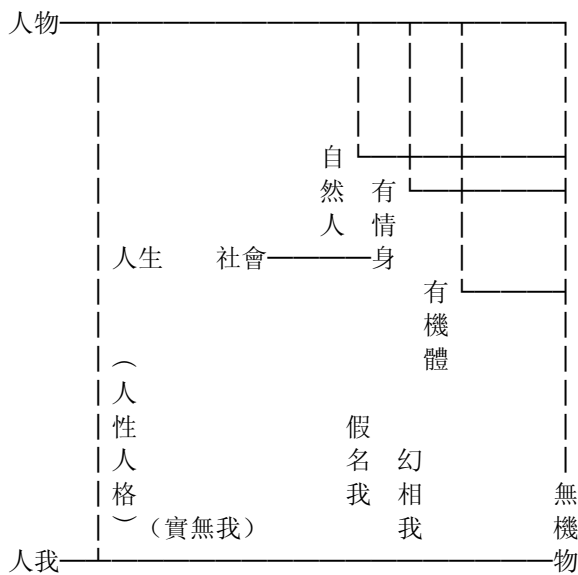 人物
自然人
有情身
人生
社會
有機體
（人性人格）
假名我
幻相我
（實無我）
無機物
人我